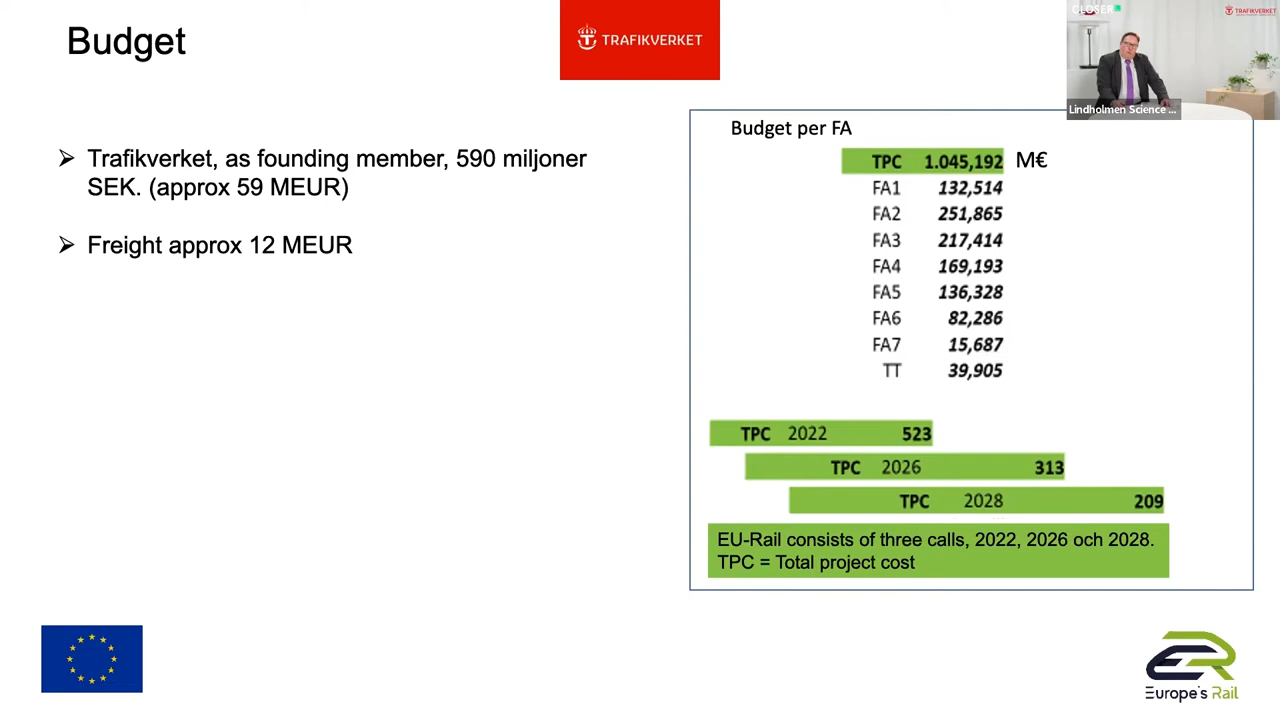 Budget
TRAFIKVERKET
CLOSER
TRAFIKVERKET
Lindholmen Science ...
➢ Trafikverket, as founding member, 590 miljoner
SEK. (approx 59 MEUR)
➢ Freight approx 12 MEUR
Budget per FA
TPC 1.045,192 M€
FA1 132,514
FA2 251,865
FA3 217,414
FA4 169,193
FA5 136,328
FA6 82,286
FA7 15,687
TT 39,905
TPC 2022 523
TPC 2026 313
TPC 2028 209
EU-Rail consists of three calls, 2022, 2026 och 2028.
TPC = Total project cost
Europe's Rail